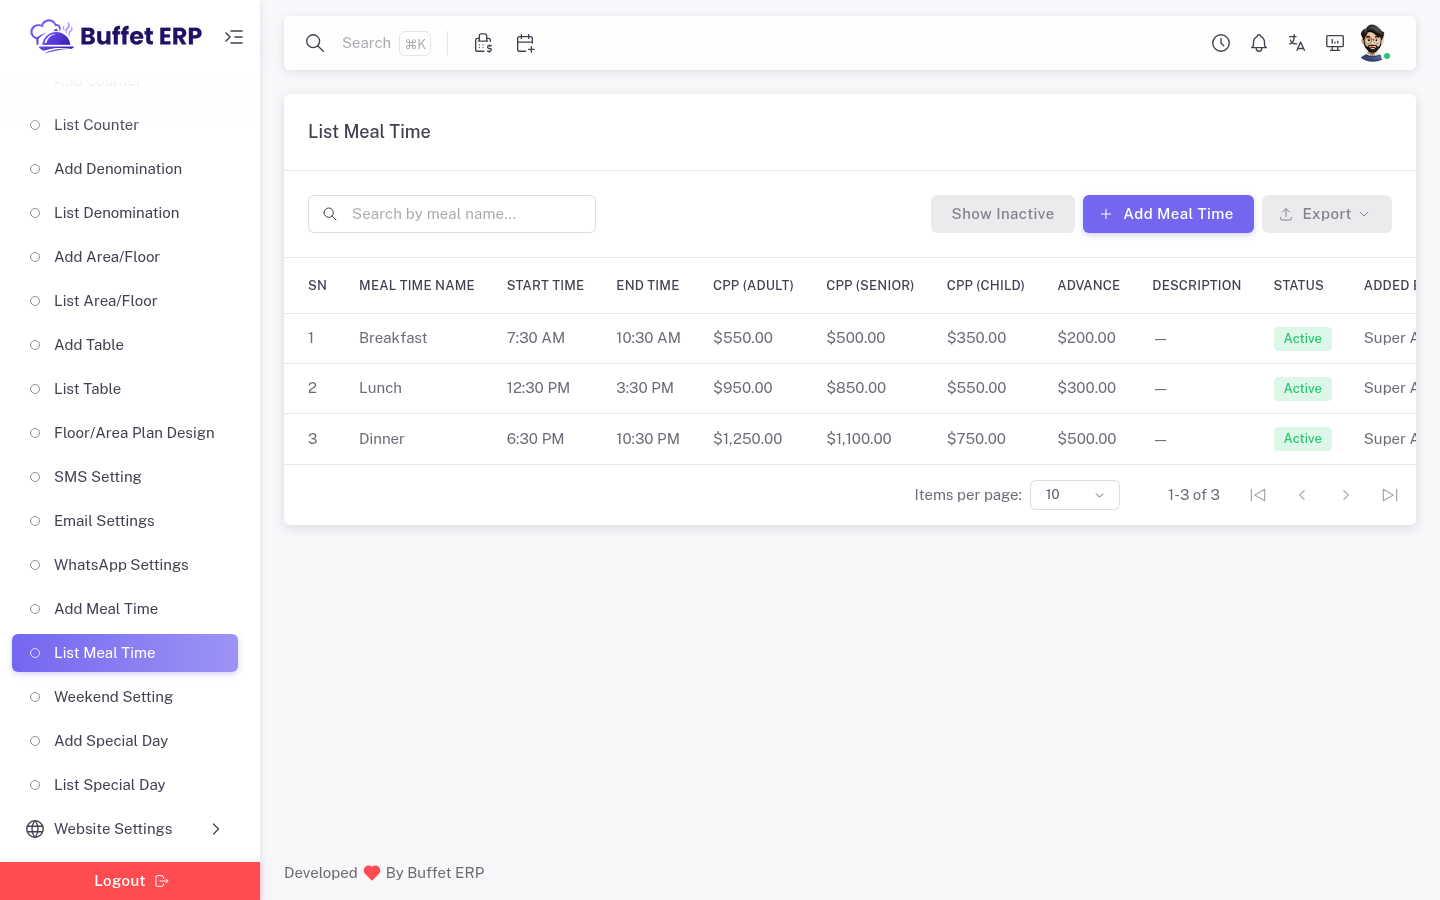 Buffet ERP
Add Counter
List Counter
Add Denomination
List Denomination
Add Area/Floor
List Area/Floor
Add Table
List Table
Floor/Area Plan Design
SMS Setting
Email Settings
WhatsApp Settings
Add Meal Time
List Meal Time
Weekend Setting
Add Special Day
List Special Day
Website Settings
Logout
Search ⌘K
List Meal Time
Search by meal name...
Show Inactive
Add Meal Time
Export
SN MEAL TIME NAME START TIME END TIME CPP (ADULT) CPP (SENIOR) CPP (CHILD) ADVANCE DESCRIPTION STATUS ADDED
1 Breakfast 7:30 AM 10:30 AM $550.00 $500.00 $350.00 $200.00 — Active Super A
2 Lunch 12:30 PM 3:30 PM $950.00 $850.00 $550.00 $300.00 — Active Super A
3 Dinner 6:30 PM 10:30 PM $1,250.00 $1,100.00 $750.00 $500.00 — Active Super A
Items per page: 10 1-3 of 3
Developed ❤ By Buffet ERP